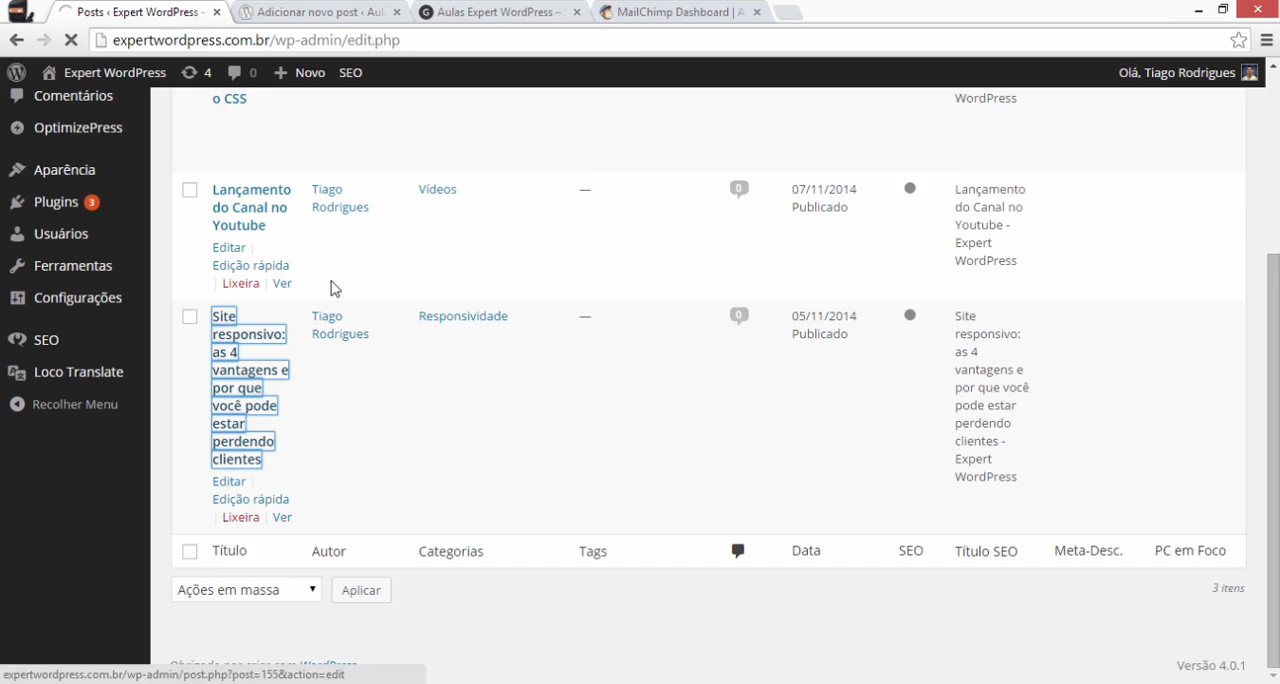 Posts ‹ Expert WordPress –
Adicionar novo post ‹ Aul
Aulas Expert WordPress –
MailChimp Dashboard | A
expertwordpress.com.br/wp-admin/edit.php
Expert WordPress 4 0 Novo SEO Olá, Tiago Rodrigues
Comentários
OptimizePress
Aparência
Plugins 3
Usuários
Ferramentas
Configurações
SEO
Loco Translate
Recolher Menu
o CSS
WordPress
Lançamento
do Canal no
Youtube
Editar |
Edição rápida
| Lixeira | Ver
Tiago
Rodrigues
Vídeos
—
0
07/11/2014
Publicado
Lançamento
do Canal no
Youtube -
Expert
WordPress
Site
responsivo:
as 4
vantagens e
por que
você pode
estar
perdendo
clientes
Editar |
Edição rápida
| Lixeira | Ver
Tiago
Rodrigues
Responsividade
—
0
05/11/2014
Publicado
Site
responsivo:
as 4
vantagens e
por que você
pode estar
perdendo
clientes -
Expert
WordPress
Título Autor Categorias Tags Data SEO Título SEO Meta-Desc. PC em Foco
Ações em massa Aplicar 3 itens
Obrigado por criar com WordPress.
Versão 4.0.1
expertwordpress.com.br/wp-admin/post.php?post=155&action=edit